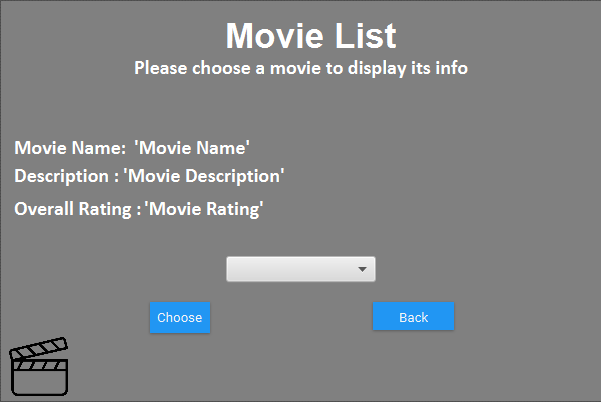 Movie List
Please choose a movie to display its info
Movie Name: 'Movie Name'
Description : 'Movie Description'
Overall Rating : 'Movie Rating'
Choose
Back